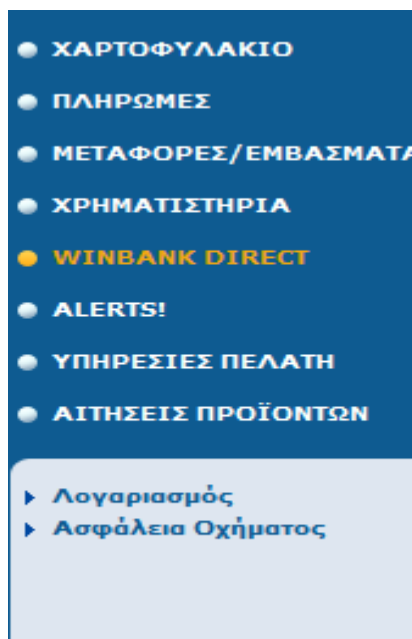 ΧΑΡΤΟΦΥΛΑΚΙΟ
ΠΛΗΡΩΜΕΣ
ΜΕΤΑΦΟΡΕΣ/ΕΜΒΑΣΜΑΤΑ
ΧΡΗΜΑΤΙΣΤΗΡΙΑ
WINBANK DIRECT
ALERTS!
ΥΠΗΡΕΣΙΕΣ ΠΕΛΑΤΗ
ΑΙΤΗΣΕΙΣ ΠΡΟΪΟΝΤΩΝ
Λογαριασμός
Ασφάλεια Οχήματος